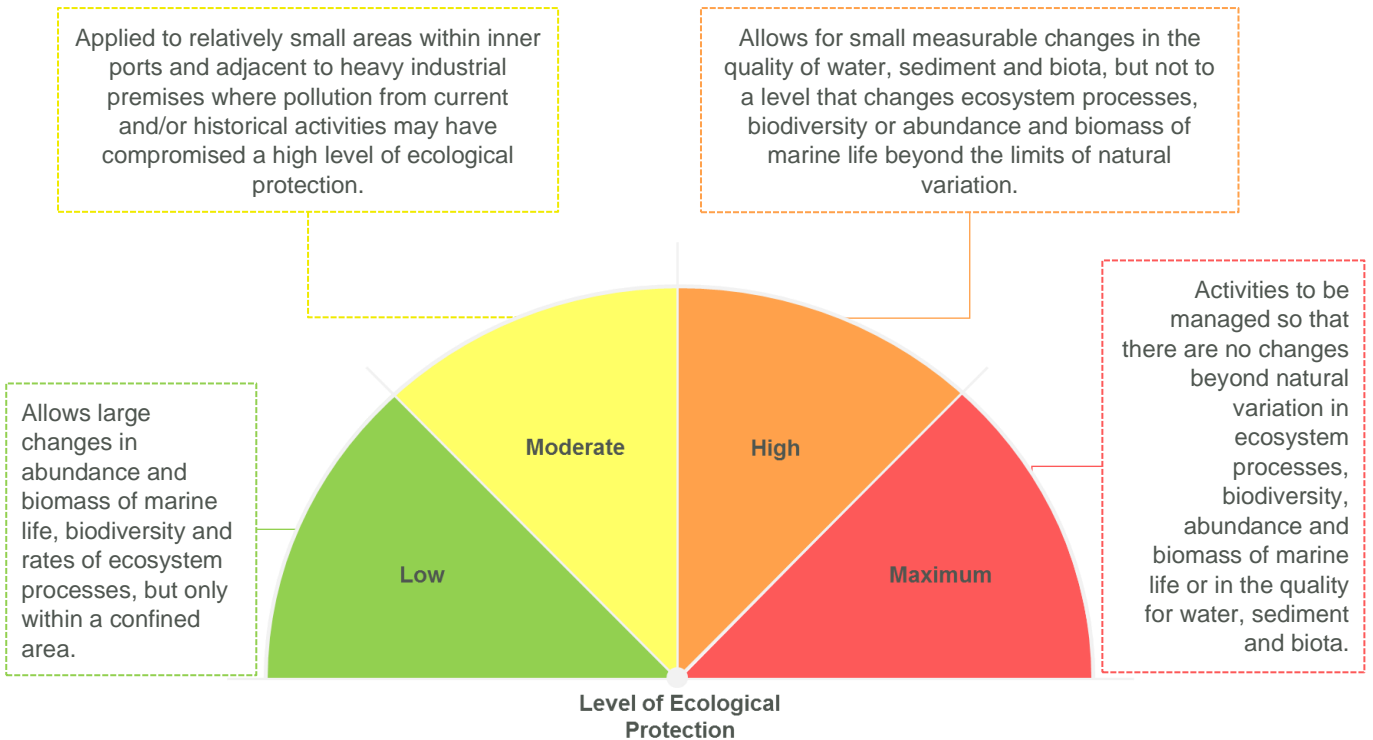 Applied to relatively small areas within inner
ports and adjacent to heavy industrial
premises where pollution from current
and/or historical activities may have
compromised a high level of ecological
protection.
Allows for small measurable changes in the
quality of water, sediment and biota, but not to
a level that changes ecosystem processes,
biodiversity or abundance and biomass of
marine life beyond the limits of natural
variation.
Activities to be
managed so that
there are no changes
beyond natural
variation in
ecosystem
processes,
biodiversity,
abundance and
biomass of marine
life or in the quality
for water, sediment
and biota.
Allows large
changes in
abundance and
biomass of marine
life, biodiversity and
rates of ecosystem
processes, but only
within a confined
area.
Moderate
High
Low
Maximum
Level of Ecological
Protection